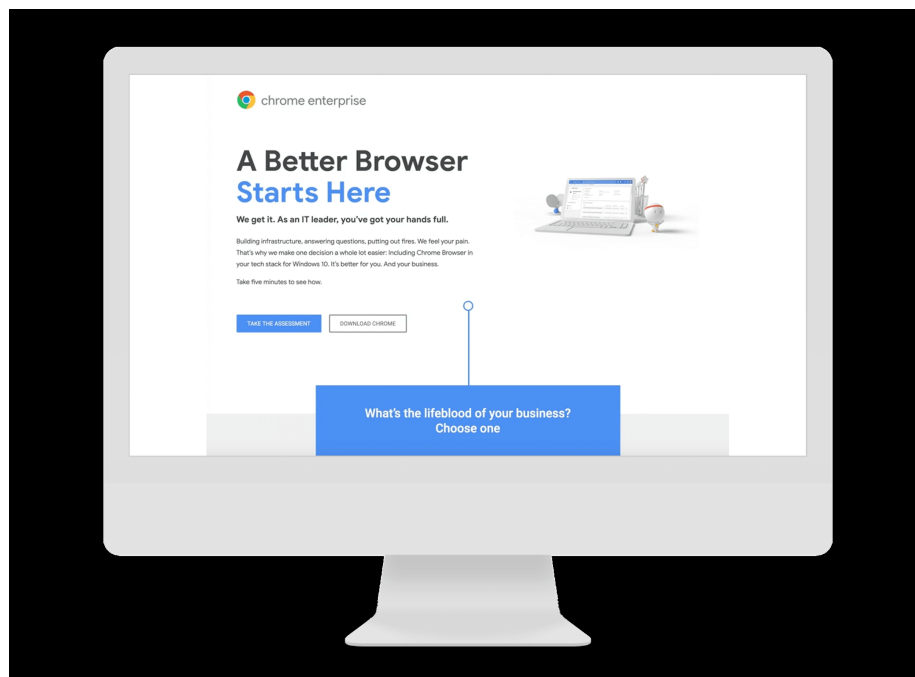 chrome enterprise
A Better Browser
Starts Here
We get it. As an IT leader, you've got your hands full.
Building infrastructure, answering questions, putting out fires. We feel your pain.
That's why we make one decision a whole lot easier: Including Chrome Browser in
your tech stack for Windows 10. It's better for you. And your business.
Take five minutes to see how.
TAKE THE ASSESSMENT
DOWNLOAD CHROME
What's the lifeblood of your business?
Choose one